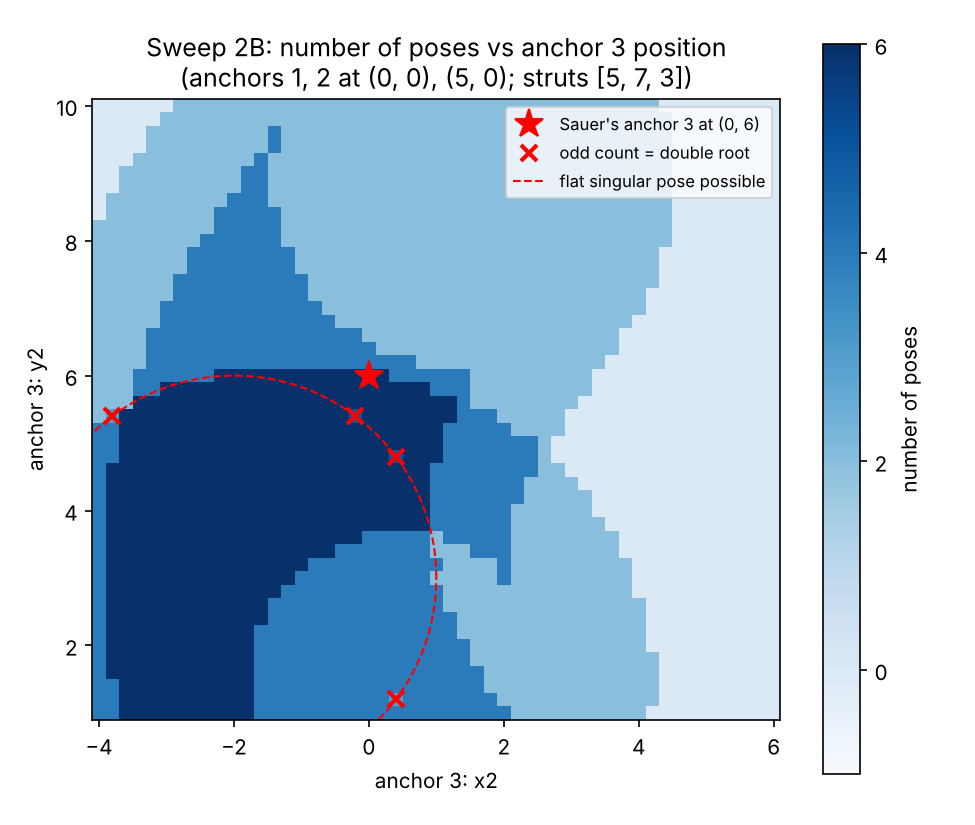 Sweep 2B: number of poses vs anchor 3 position
(anchors 1, 2 at (0, 0), (5, 0); struts [5, 7, 3])
Sauer's anchor 3 at (0, 6)
odd count = double root
flat singular pose possible
10
8
6
4
2
anchor 3: y2
−4
−2
0
2
4
6
anchor 3: x2
6
4
2
0
number of poses